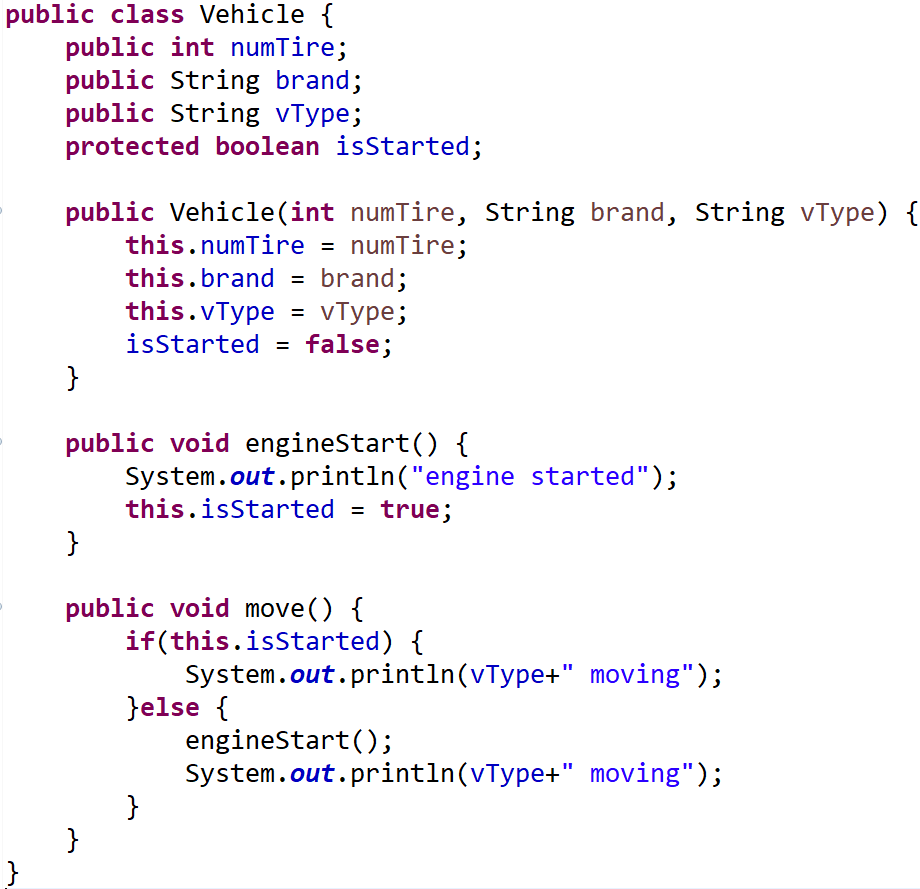 public class Vehicle {
    public int numTire;
    public String brand;
    public String vType;
    protected boolean isStarted;

    public Vehicle(int numTire, String brand, String vType) {
        this.numTire = numTire;
        this.brand = brand;
        this.vType = vType;
        isStarted = false;
    }

    public void engineStart() {
        System.out.println("engine started");
        this.isStarted = true;
    }

    public void move() {
        if(this.isStarted) {
            System.out.println(vType+" moving");
        }else {
            engineStart();
            System.out.println(vType+" moving");
        }
    }
}